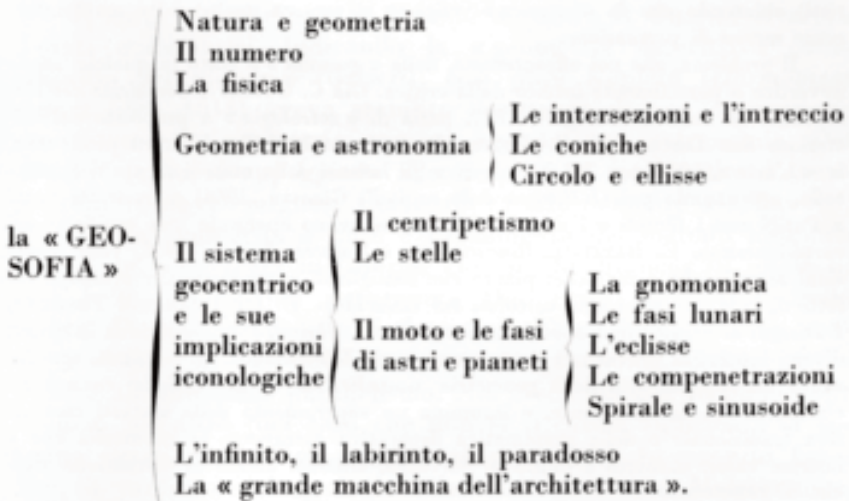 la « GEO-
SOFIA »
Natura e geometria
Il numero
La fisica
Geometria e astronomia
Le intersezioni e l'intreccio
Le coniche
Circolo e ellisse
Il sistema
geocentrico
e le sue
implicazioni
iconologiche
Il centripetismo
Le stelle
Il moto e le fasi
di astri e pianeti
La gnomonica
Le fasi lunari
L'eclisse
Le compenetrazioni
Spirale e sinusoide
L'infinito, il labirinto, il paradosso
La « grande macchina dell'architettura ».